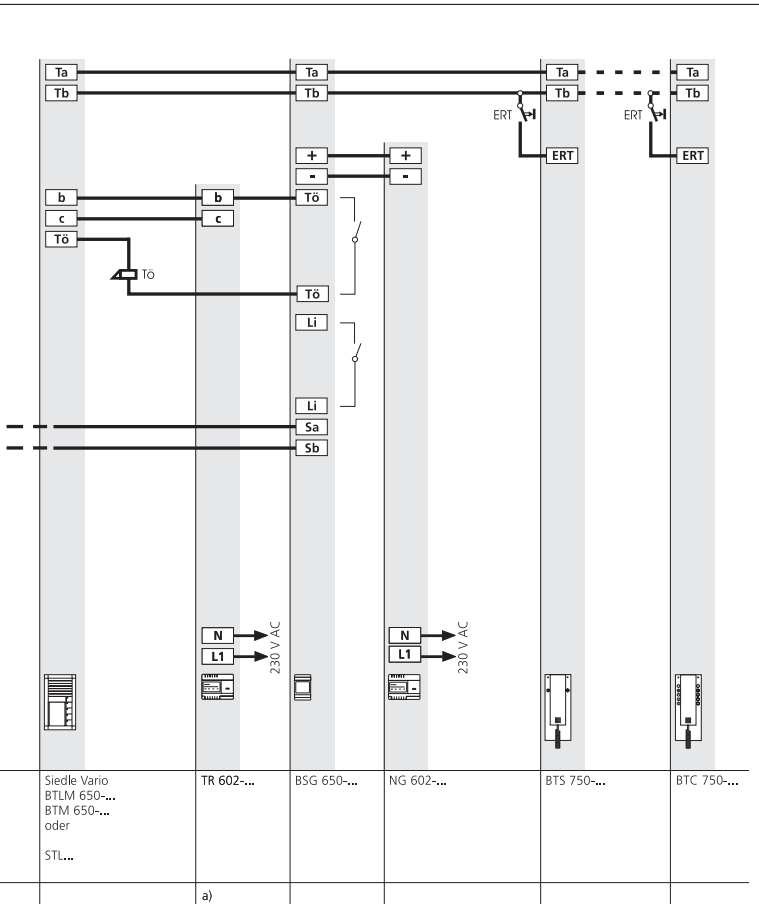 Ta Ta Ta Ta
Tb Tb Tb Tb
ERT ERT
+ + ERT ERT
- -
b b Tö
c c
Tö
Tö
Tö
Li
Li
Sa
Sb
N N
L1 L1
230 V AC 230 V AC
Siedle Vario TR 602-... BSG 650-... NG 602-... BTS 750-... BTC 750-...
BTLM 650-...
BTM 650-...
oder
STL...
a)